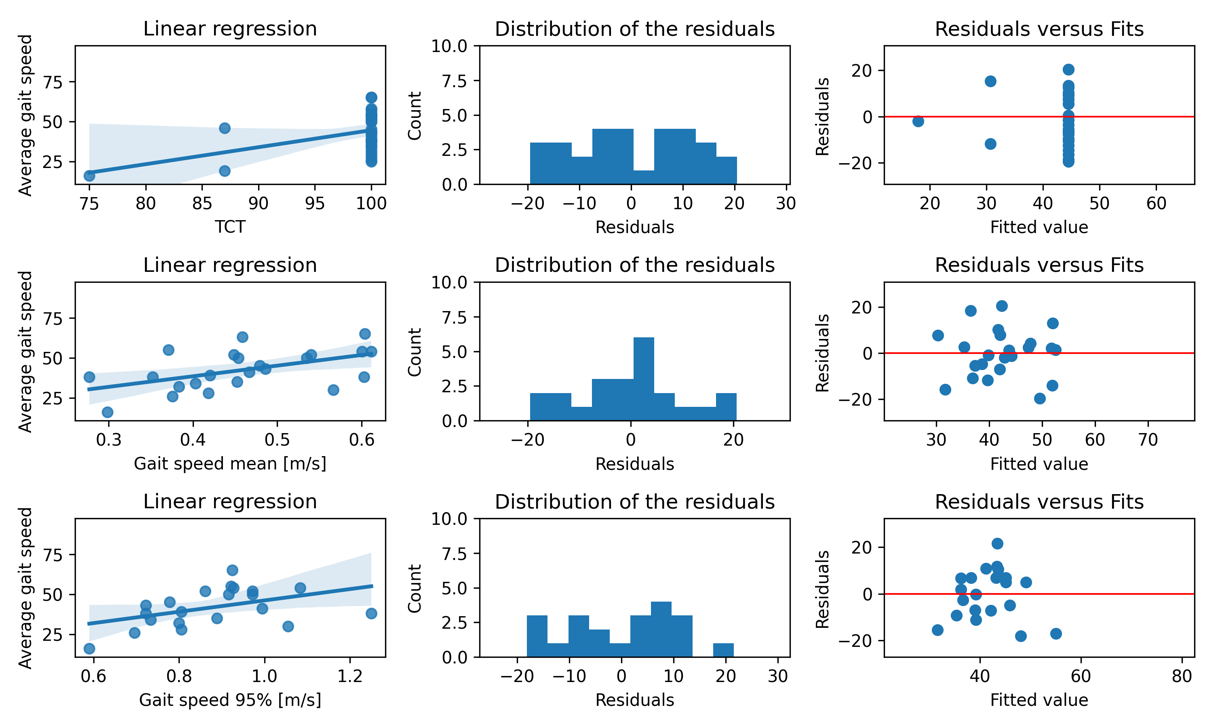 Linear regression
Distribution of the residuals
Residuals versus Fits
Average gait speed
75
50
25
75
80
85
90
95
100
TCT
Count
10.0
7.5
5.0
2.5
0.0
−20
−10
0
10
20
30
Residuals
Residuals
20
0
−20
20
30
40
50
60
Fitted value
Linear regression
Distribution of the residuals
Residuals versus Fits
Average gait speed
75
50
25
0.3
0.4
0.5
0.6
Gait speed mean [m/s]
Count
10.0
7.5
5.0
2.5
0.0
−20
0
20
Residuals
Residuals
20
0
−20
30
40
50
60
70
Fitted value
Linear regression
Distribution of the residuals
Residuals versus Fits
Average gait speed
75
50
25
0.6
0.8
1.0
1.2
Gait speed 95% [m/s]
Count
10.0
7.5
5.0
2.5
0.0
−20
−10
0
10
20
30
Residuals
Residuals
20
0
−20
40
60
80
Fitted value